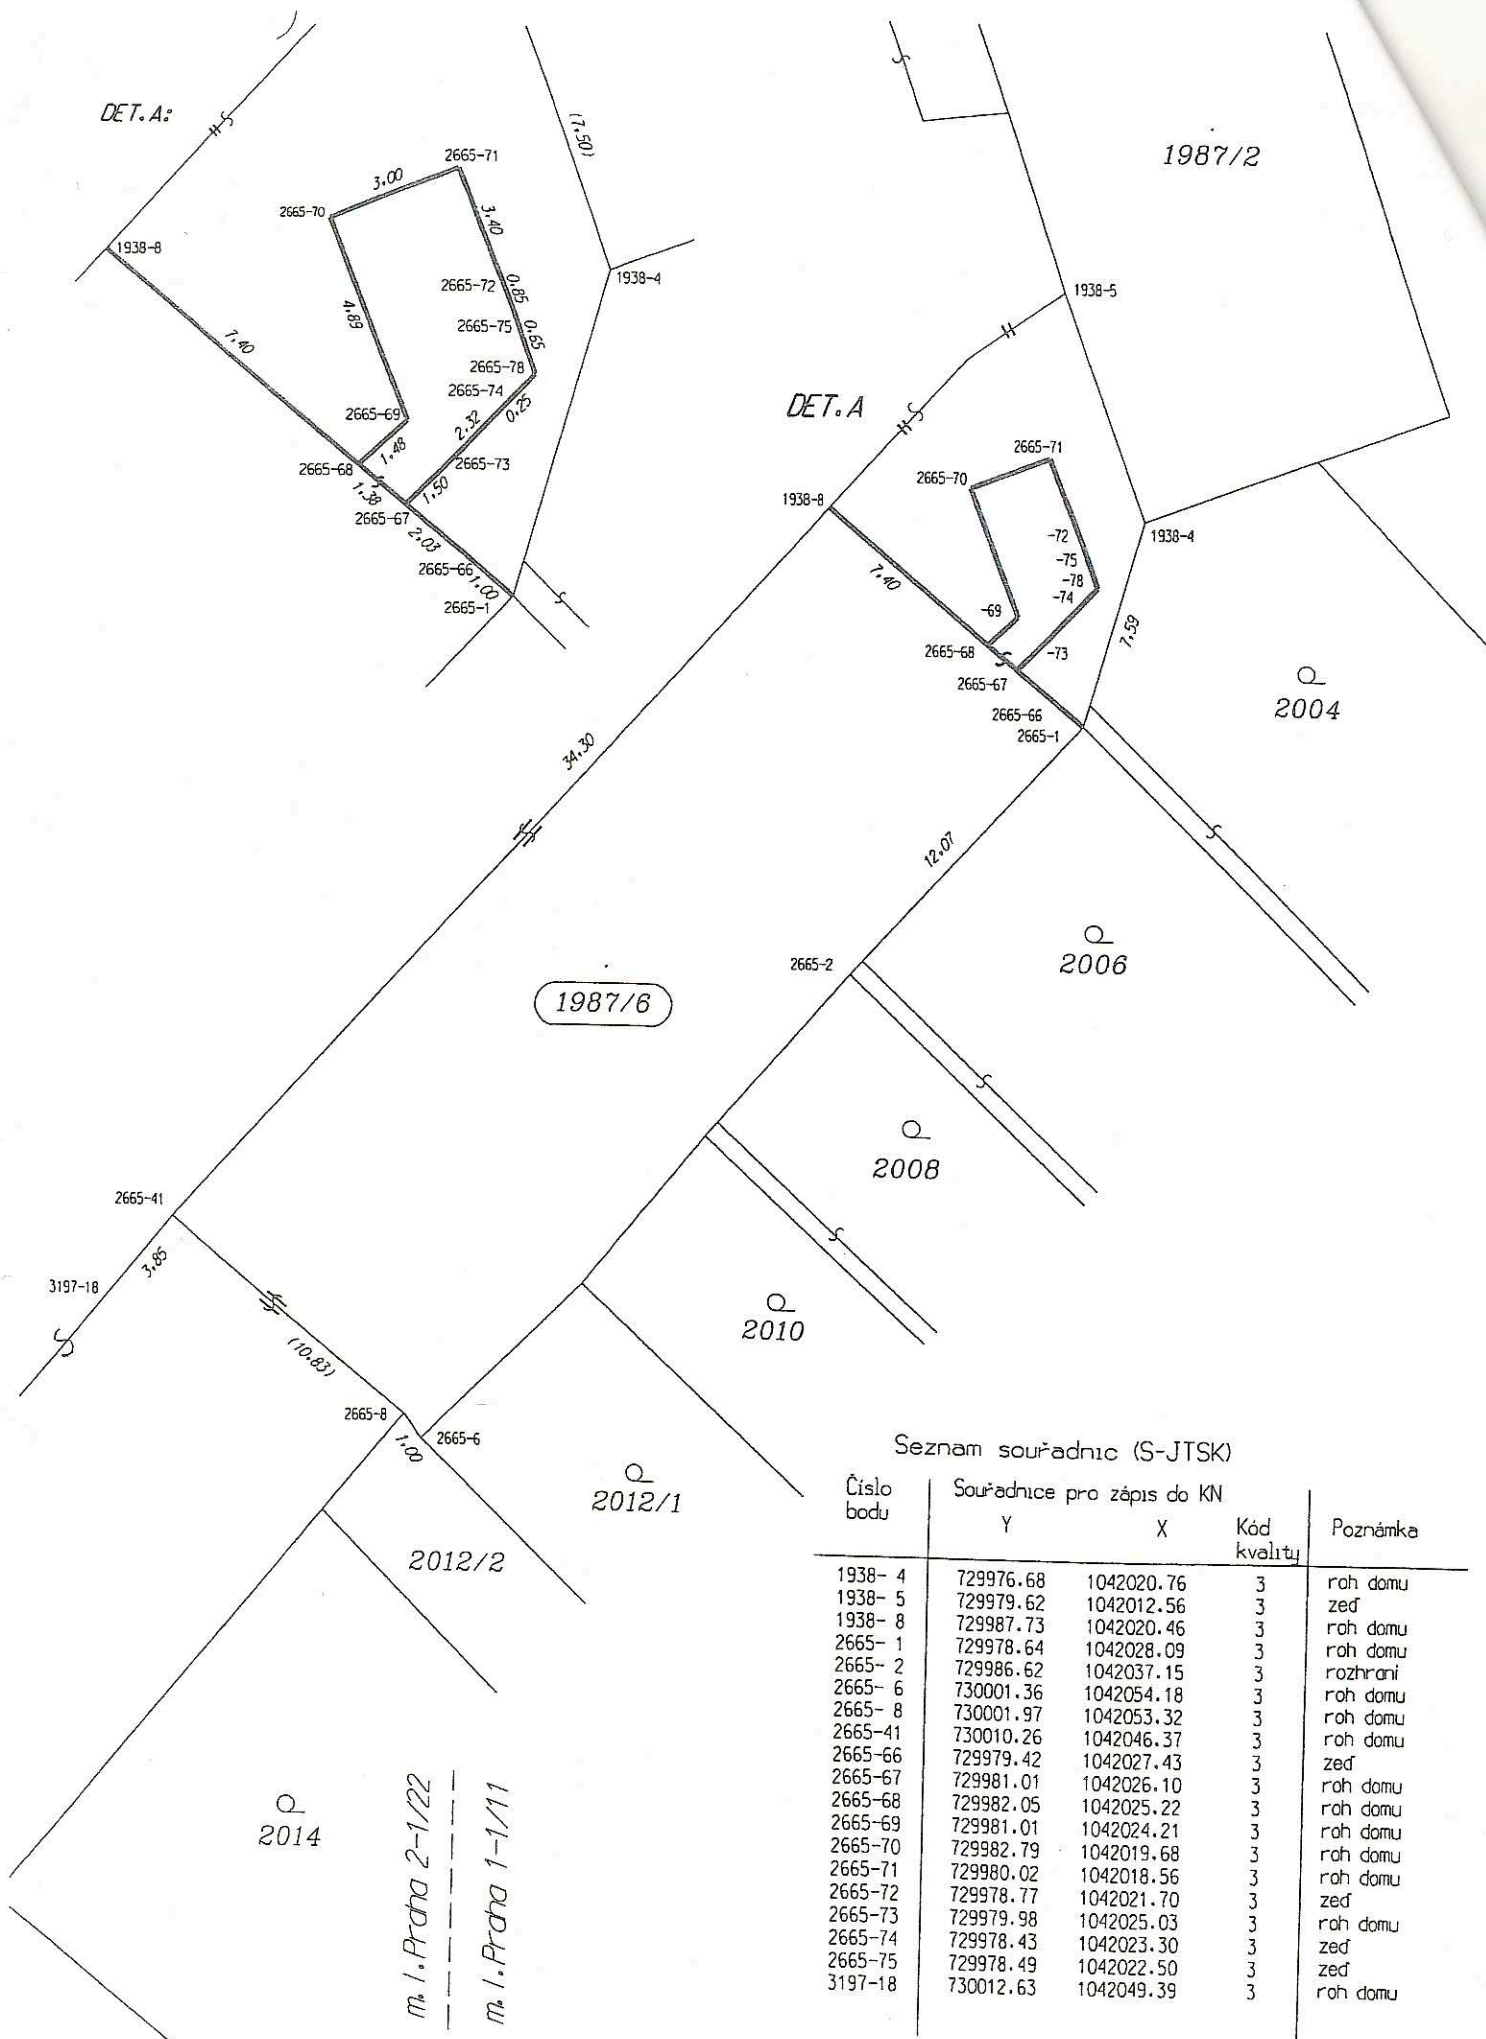 DET. A:
(7.50)
1987/2
2665-71
3.00
2665-70
3.40
1938-8
1938-4
2665-72
0.85
1938-5
4.89
2665-75
0.65
7.40
2665-78
2665-74
DET. A
2665-69
2.32
0.25
1.48
2665-71
2665-68
2665-73
2665-70
1.38
1.50
1938-8
2665-67
2.03
-72
1938-4
2665-66
-75
1.00
7.40
-78
2665-1
-74
-69
7.59
2665-68
-73
2665-67
2004
2665-66
2665-1
34.30
12.07
2665-2
2006
1987/6
2008
2665-41
3.85
3197-18
2010
(10.83)
2665-8
2665-6
1.00
2012/1
2012/2
2014
m. l. Praha 2-1/22
m. l. Praha 1-1/11
Seznam souřadnic (S-JTSK)
Číslo bodu Souřadnice pro zápis do KN
Y X Kód kvality Poznámka
1938- 4 729976.68 1042020.76 3 roh domu
1938- 5 729979.62 1042012.56 3 zeď
1938- 8 729987.73 1042020.46 3 roh domu
2665- 1 729978.64 1042028.09 3 roh domu
2665- 2 729986.62 1042037.15 3 rozhraní
2665- 6 730001.36 1042054.18 3 roh domu
2665- 8 730001.97 1042053.32 3 roh domu
2665-41 730010.26 1042046.37 3 roh domu
2665-66 729979.42 1042027.43 3 zeď
2665-67 729981.01 1042026.10 3 roh domu
2665-68 729982.05 1042025.22 3 roh domu
2665-69 729981.01 1042024.21 3 roh domu
2665-70 729982.79 1042019.68 3 roh domu
2665-71 729980.02 1042018.56 3 roh domu
2665-72 729978.77 1042021.70 3 zeď
2665-73 729979.98 1042025.03 3 roh domu
2665-74 729978.43 1042023.30 3 zeď
2665-75 729978.49 1042022.50 3 zeď
3197-18 730012.63 1042049.39 3 roh domu